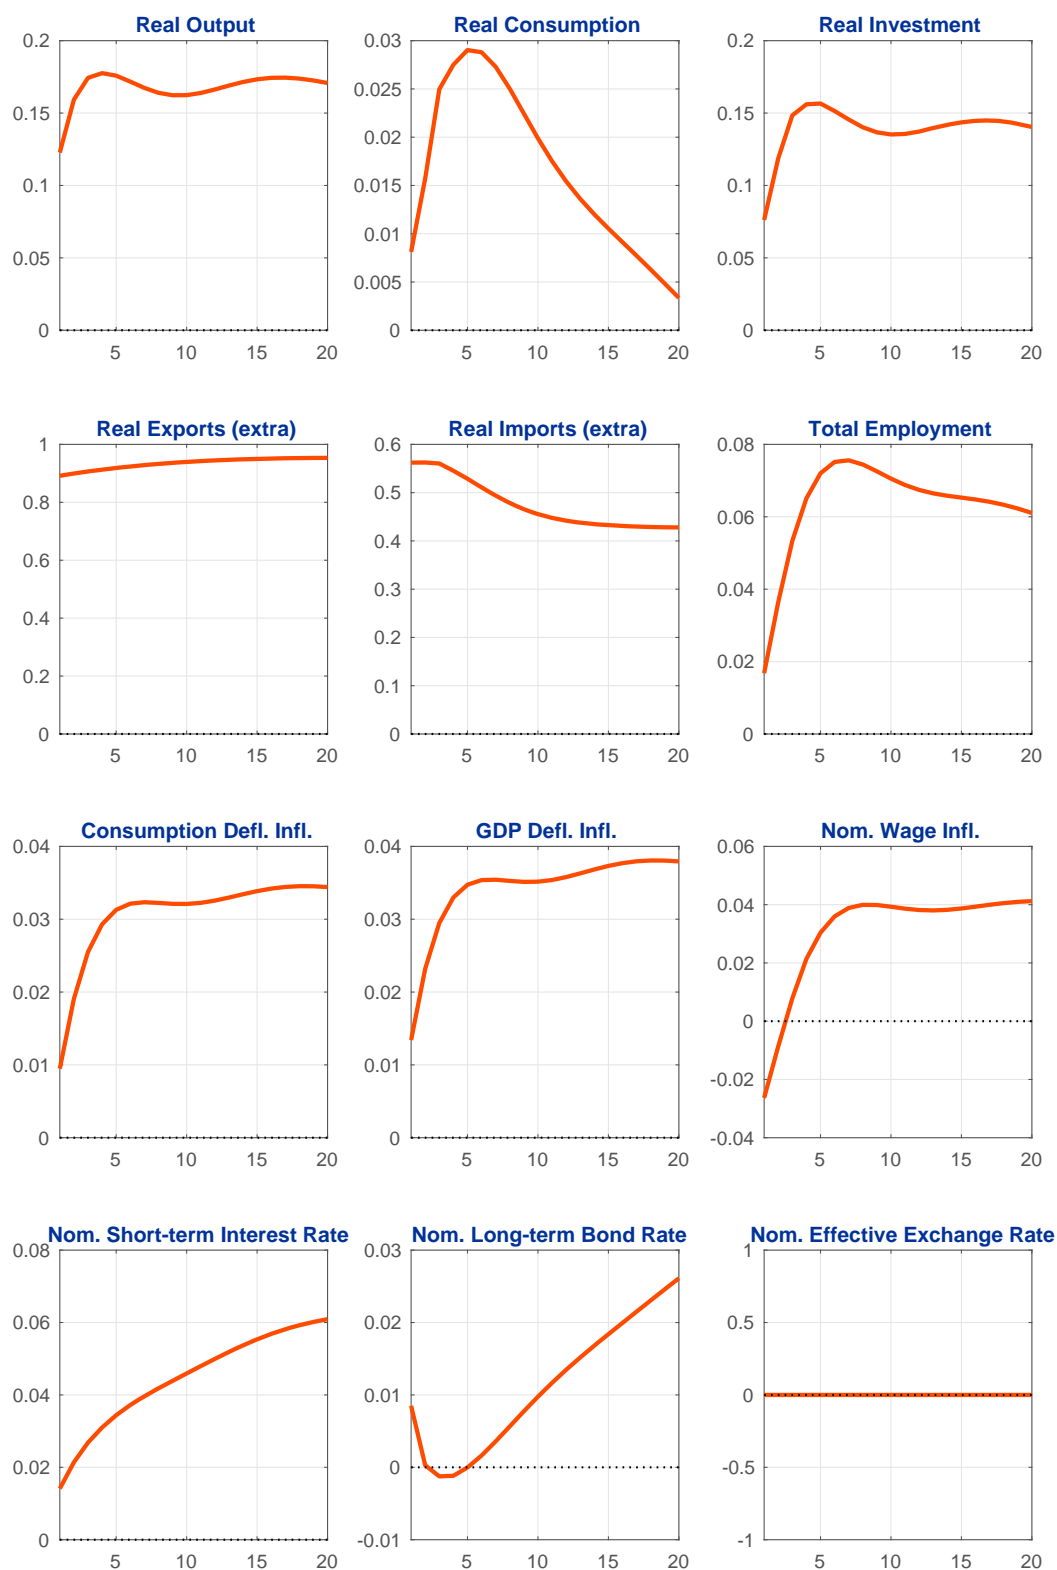 Real Output
0.2
0.15
0.1
0.05
0
5 10 15 20
Real Consumption
0.03
0.025
0.02
0.015
0.01
0.005
0
5 10 15 20
Real Investment
0.2
0.15
0.1
0.05
0
5 10 15 20
Real Exports (extra)
1
0.8
0.6
0.4
0.2
0
5 10 15 20
Real Imports (extra)
0.6
0.5
0.4
0.3
0.2
0.1
0
5 10 15 20
Total Employment
0.08
0.06
0.04
0.02
0
5 10 15 20
Consumption Defl. Infl.
0.04
0.03
0.02
0.01
0
5 10 15 20
GDP Defl. Infl.
0.04
0.03
0.02
0.01
0
5 10 15 20
Nom. Wage Infl.
0.06
0.04
0.02
0
-0.02
-0.04
5 10 15 20
Nom. Short-term Interest Rate
0.08
0.06
0.04
0.02
0
5 10 15 20
Nom. Long-term Bond Rate
0.03
0.02
0.01
0
-0.01
5 10 15 20
Nom. Effective Exchange Rate
1
0.5
0
-0.5
-1
5 10 15 20